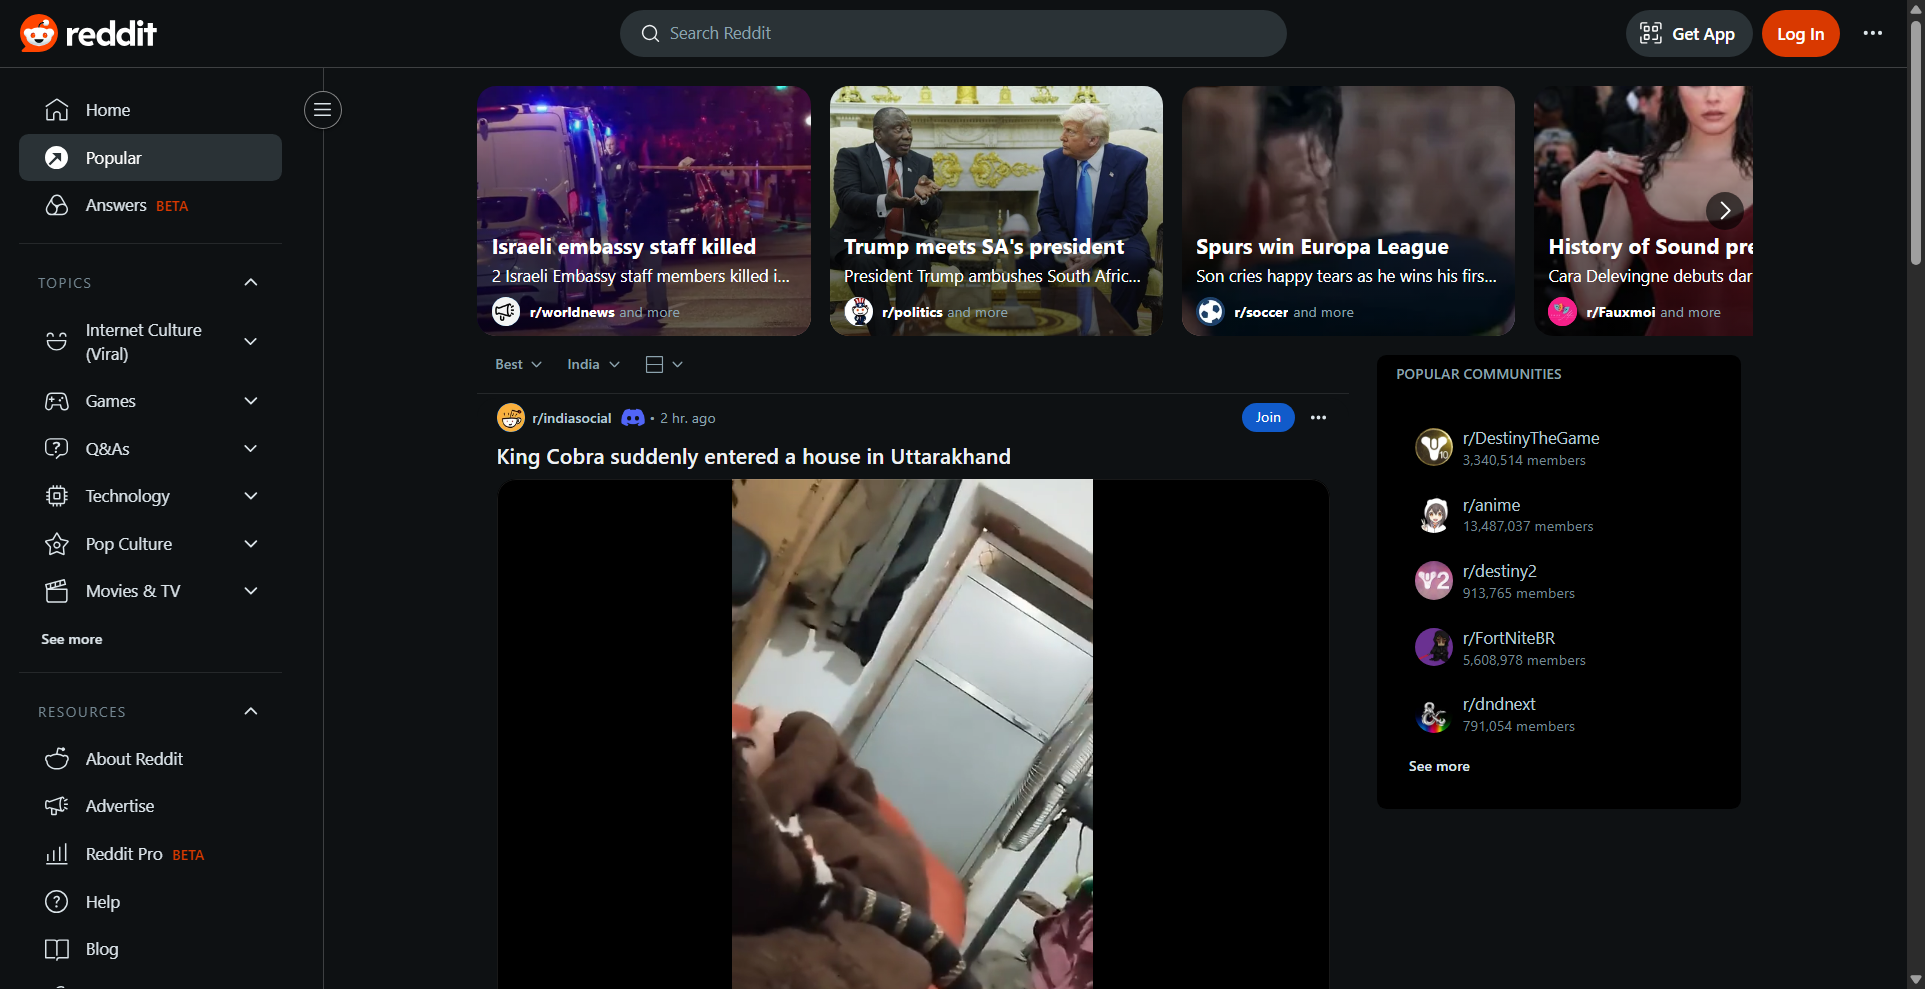 reddit
Search Reddit
Get App
Log In
Home
Popular
Answers BETA
TOPICS
Internet Culture
(Viral)
Games
Q&As
Technology
Pop Culture
Movies & TV
See more
RESOURCES
About Reddit
Advertise
Reddit Pro BETA
Help
Blog
Israeli embassy staff killed
2 Israeli Embassy staff members killed i...
r/worldnews and more
Trump meets SA's president
President Trump ambushes South Afric...
r/politics and more
Spurs win Europa League
Son cries happy tears as he wins his firs...
r/soccer and more
History of Sound pre
Cara Delevingne debuts dar
r/Fauxmoi and more
Best
India
r/indiasocial • 2 hr. ago
Join
King Cobra suddenly entered a house in Uttarakhand
POPULAR COMMUNITIES
r/DestinyTheGame
3,340,514 members
r/anime
13,487,037 members
r/destiny2
913,765 members
r/FortNiteBR
5,608,978 members
r/dndnext
791,054 members
See more